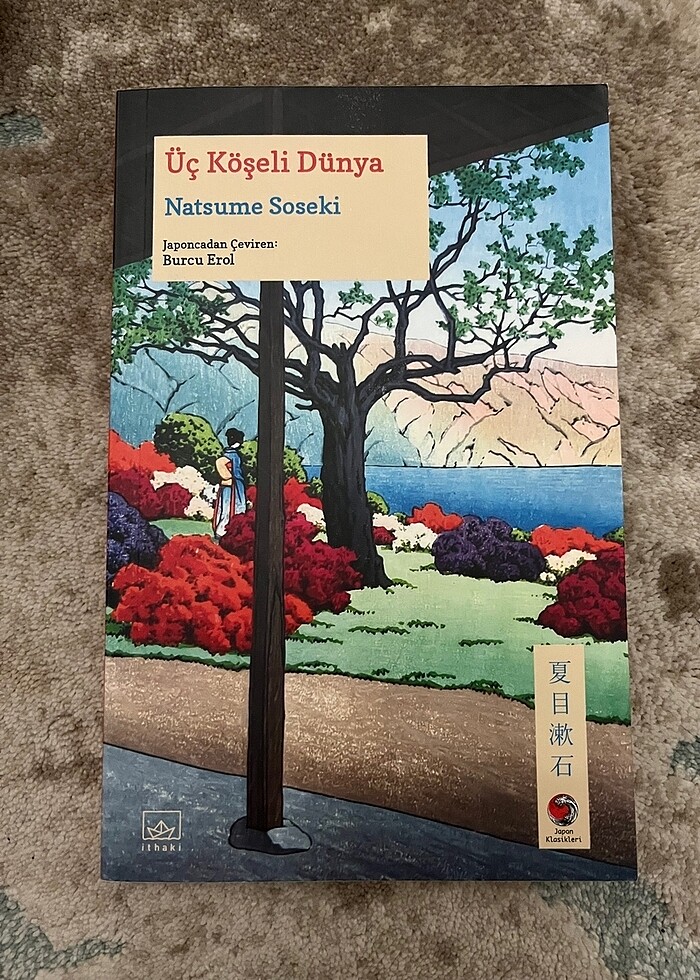 Üç Köşeli Dünya
Natsume Soseki
Japoncadan Çeviren:
Burcu Erol
夏目漱石
Japon
Klasikleri
ithaki